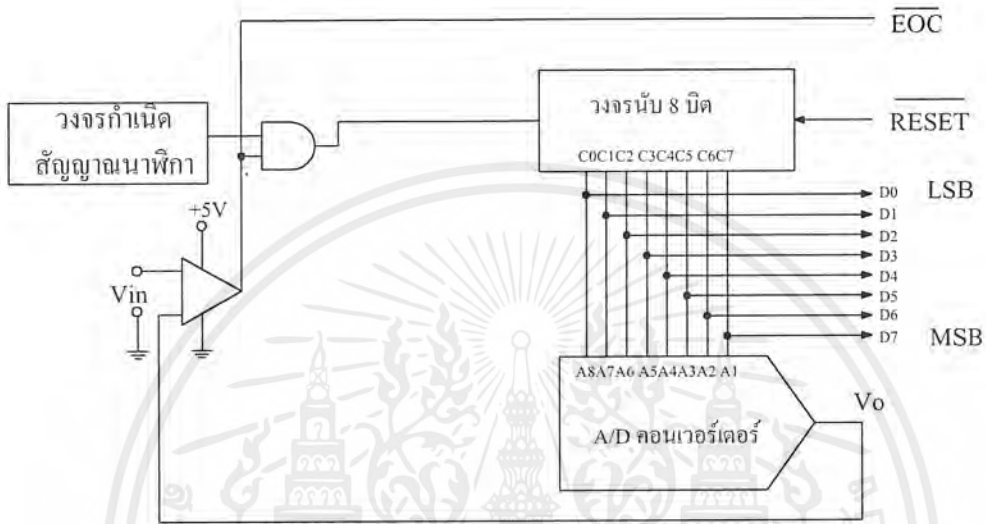 EOC
วงจรกำเนิด
สัญญาณนาฬิกา
วงจรนับ 8 บิต
RESET
C0C1C2 C3C4C5 C6C7
+5V
Vin
D0 LSB
D1
D2
D3
D4
D5
D6
D7 MSB
A8A7A6 A5A4A3A2 A1
Vo
A/D คอนเวอร์เตอร์